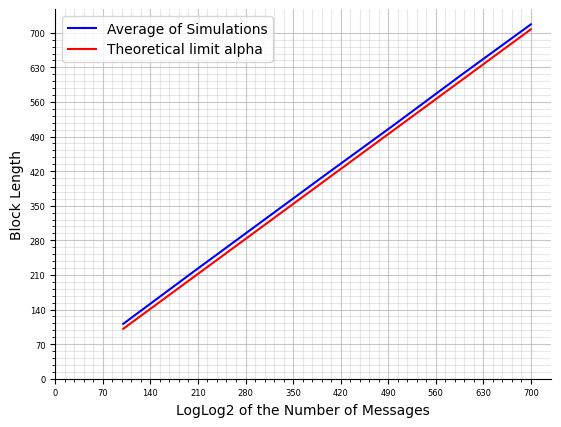 Average of Simulations
Theoretical limit alpha
700
630
560
490
420
350
280
210
140
70
0
Block Length
0 70 140 210 280 350 420 490 560 630 700
LogLog2 of the Number of Messages